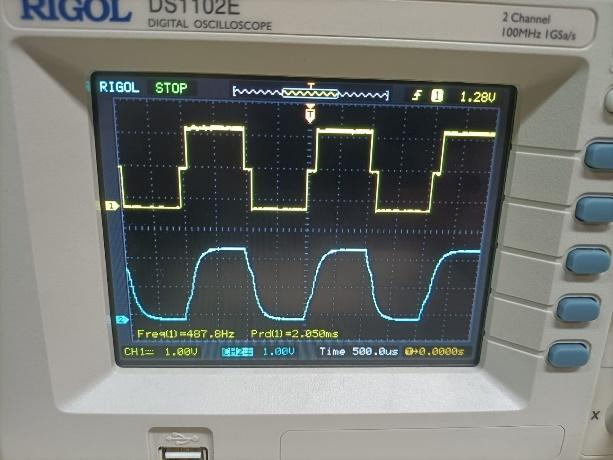 RIGOL DS1102E
DIGITAL OSCILLOSCOPE
2 Channel
100MHz 1GSa/s
RIGOL STOP
T
1 1.28V
T
1
2
Freq(1)=487.8Hz Prd(1)=2.050ms
CH1 1.00V CH2 1.00V Time 500.0us T→0.0000s
X